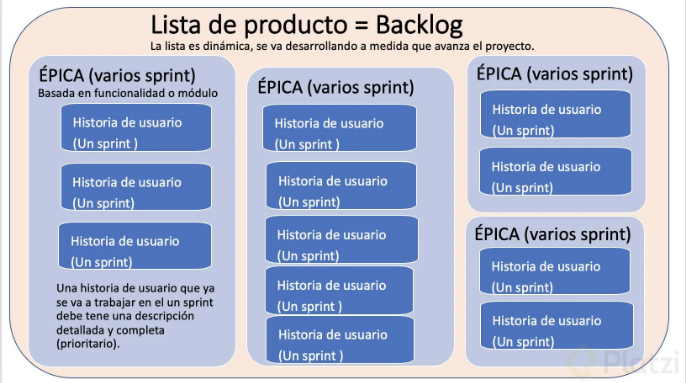 Lista de producto = Backlog
La lista es dinámica, se va desarrollando a medida que avanza el proyecto.
ÉPICA (varios sprint)
Basada en funcionalidad o módulo
Historia de usuario
(Un sprint )
Historia de usuario
(Un sprint)
Historia de usuario
(Un sprint)
Una historia de usuario que ya
se va a trabajar en el un sprint
debe tene una descripción
detallada y completa
(prioritario).
ÉPICA (varios sprint)
Historia de usuario
(Un sprint )
Historia de usuario
(Un sprint)
Historia de usuario
(Un sprint)
Historia de usuario
(Un sprint )
Historia de usuario
(Un sprint )
ÉPICA (varios sprint)
Historia de usuario
(Un sprint)
Historia de usuario
(Un sprint)
ÉPICA (varios sprint)
Historia de usuario
(Un sprint)
Historia de usuario
(Un sprint)
Platzi